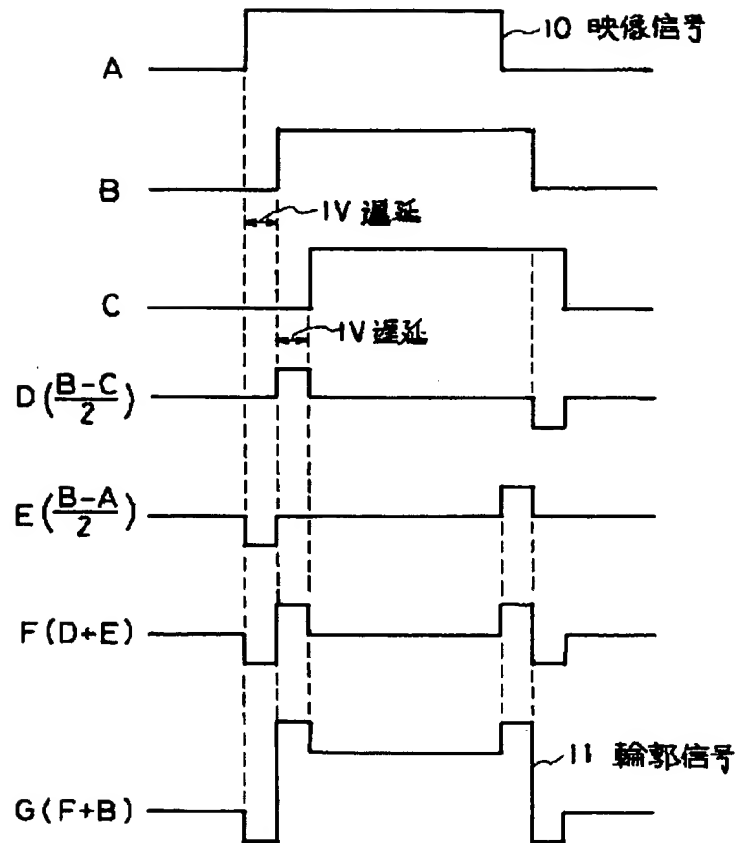 A
10 映像信号
B
1V 遅延
C
1V 遅延
D(B-C/2)
E(B-A/2)
F(D+E)
11 輪郭信号
G(F+B)